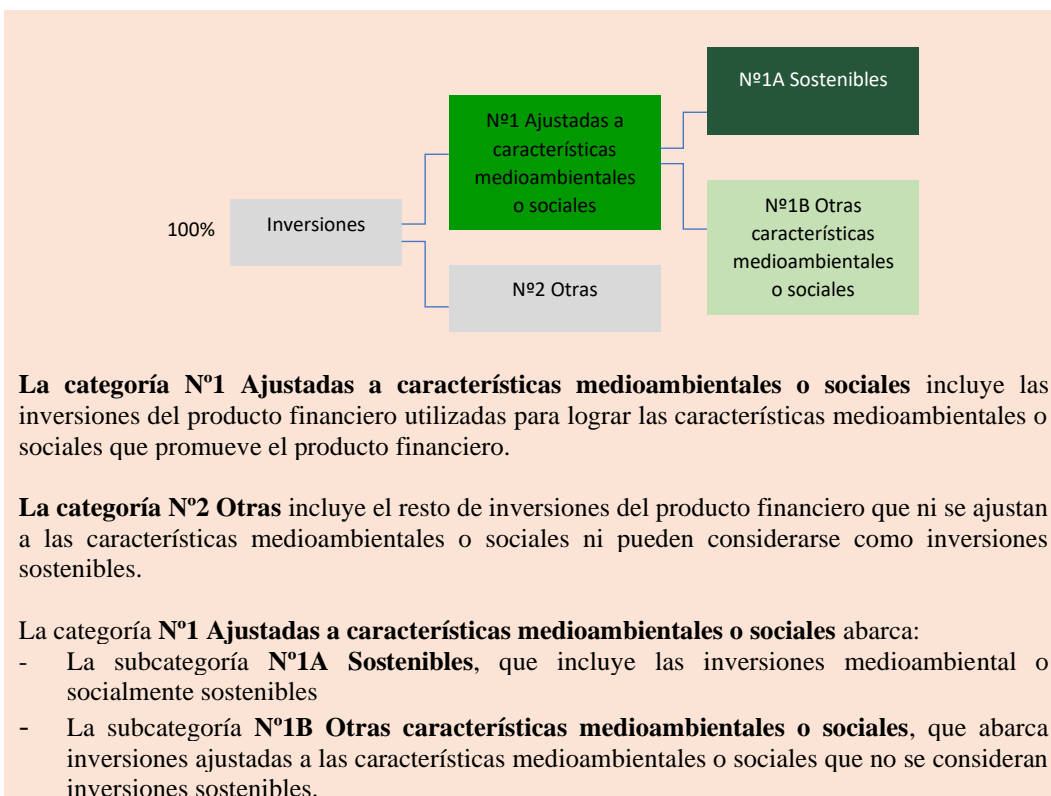 Nº1A Sostenibles
Nº1 Ajustadas a
características
medioambientales
o sociales
100%
Inversiones
Nº1B Otras
características
medioambientales
o sociales
Nº2 Otras
La categoría Nº1 Ajustadas a características medioambientales o sociales incluye las
inversiones del producto financiero utilizadas para lograr las características medioambientales o
sociales que promueve el producto financiero.
La categoría Nº2 Otras incluye el resto de inversiones del producto financiero que ni se ajustan
a las características medioambientales o sociales ni pueden considerarse como inversiones
sostenibles.
La categoría Nº1 Ajustadas a características medioambientales o sociales abarca:
- La subcategoría Nº1A Sostenibles, que incluye las inversiones medioambiental o
socialmente sostenibles
- La subcategoría Nº1B Otras características medioambientales o sociales, que abarca
inversiones ajustadas a las características medioambientales o sociales que no se consideran
inversiones sostenibles.